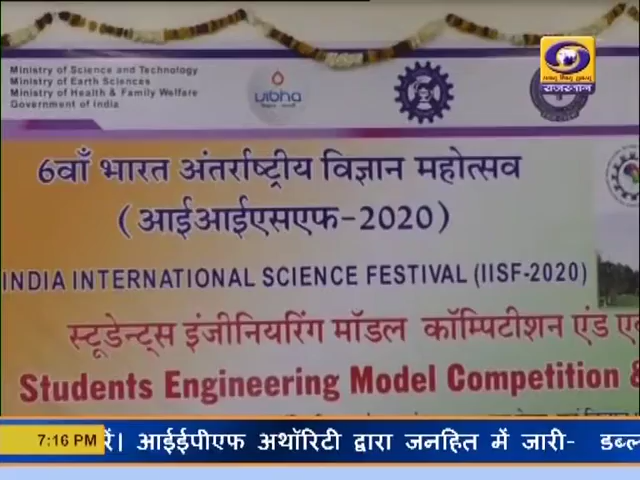 Ministry of Science and Technology
Ministry of Earth Sciences
Ministry of Health & Family Welfare
Government of India
vibha
राजस्थान
6वाँ भारत अंतर्राष्ट्रीय विज्ञान महोत्सव
(आईआईएसएफ-2020)
INDIA INTERNATIONAL SCIENCE FESTIVAL (IISF-2020)
स्टूडेन्ट्स इंजीनियरिंग मॉडल कॉम्पिटीशन एंड
Students Engineering Model Competition &
7:16 PM रें। आईईपीएफ अथॉरिटी द्वारा जनहित में जारी- डब्ल